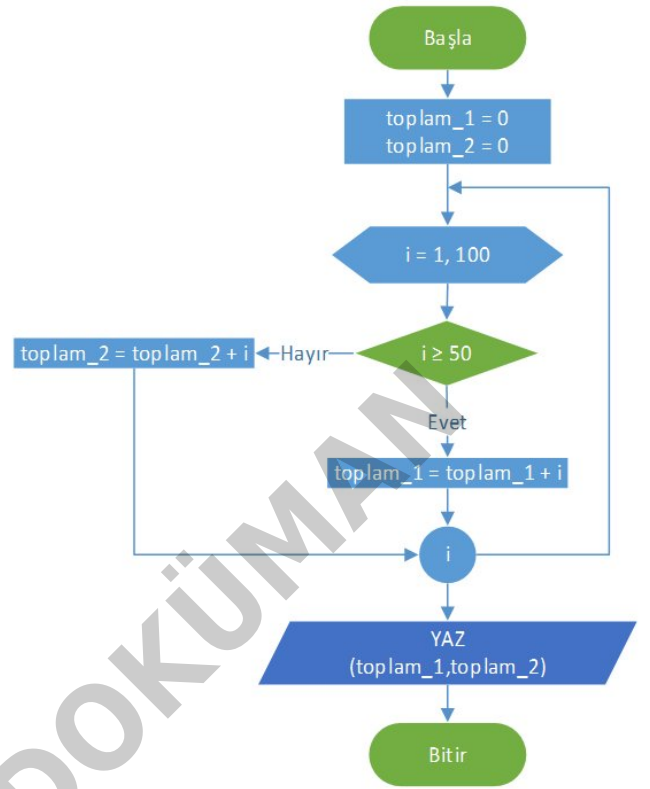 Başla
toplam_1 = 0
toplam_2 = 0
i = 1, 100
i ≥ 50
Hayır
toplam_2 = toplam_2 + i
Evet
toplam_1 = toplam_1 + i
i
YAZ
(toplam_1,toplam_2)
Bitir
DOKÜMAN